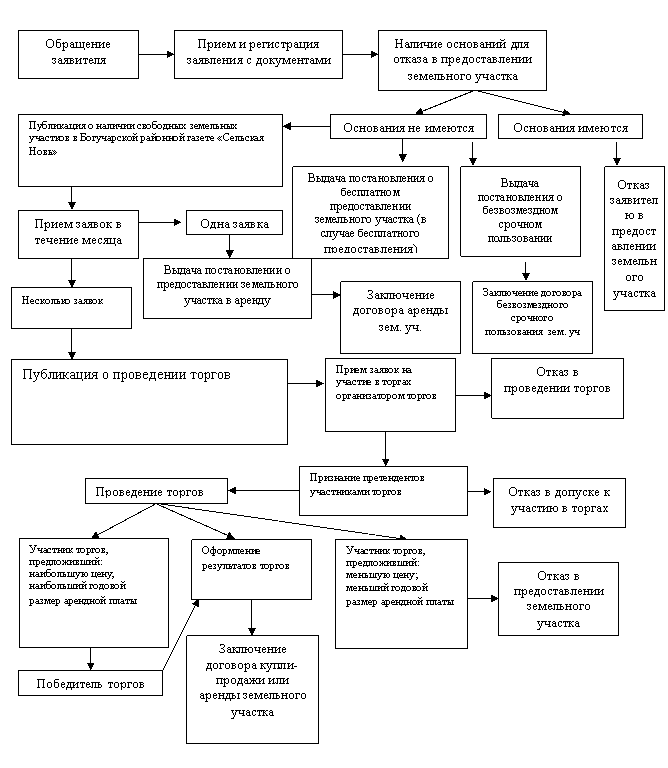 Обращение
заявителя
Прием и регистрация
заявления с документами
Наличие оснований для
отказа в предоставлении
земельного участка
Публикация о наличии свободных земельных
участков в Богучарской районной газете «Сельская
Новь»
Основания не имеются
Основания имеются
Выдача постановления о
бесплатном
предоставлении
земельного участка (в
случае бесплатного
предоставления)
Выдача
постановления о
безвозмездном
срочном
пользовании
Отказ
заявител
ю в
предост
авлении
земельн
ого
участка
Прием заявок в
течение месяца
Одна заявка
Выдача постановлении о
предоставлении земельного
участка в аренду
Заключение
договора аренды
зем. уч.
Заключение договора
безвозмездного
срочного
пользования зем. уч
Несколько заявок
Публикация о проведении торгов
Прием заявок на
участие в торгах
организатором торгов
Отказ в
проведении торгов
Признание претендентов
участниками торгов
Отказ в допуске к
участию в торгах
Проведение торгов
Участник торгов,
предложивший:
наибольшую цену;
наибольший годовой
размер арендной платы
Оформление
результатов торгов
Участник торгов,
предложивший:
меньшую цену;
меньший годовой
размер арендной платы
Отказ в
предоставлении
земельного
участка
Победитель торгов
Заключение
договора купли-
продажи или
аренды земельного
участка